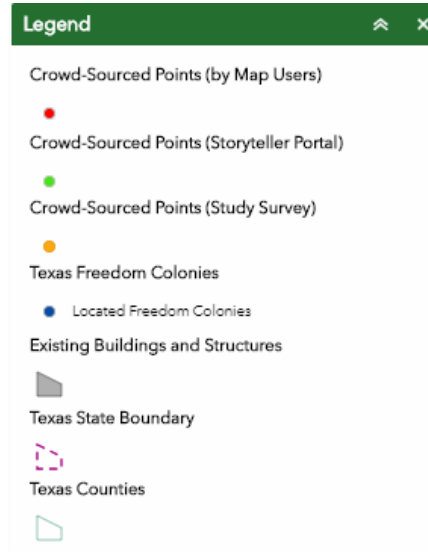 Legend
Crowd-Sourced Points (by Map Users)
Crowd-Sourced Points (Storyteller Portal)
Crowd-Sourced Points (Study Survey)
Texas Freedom Colonies
Located Freedom Colonies
Existing Buildings and Structures
Texas State Boundary
Texas Counties